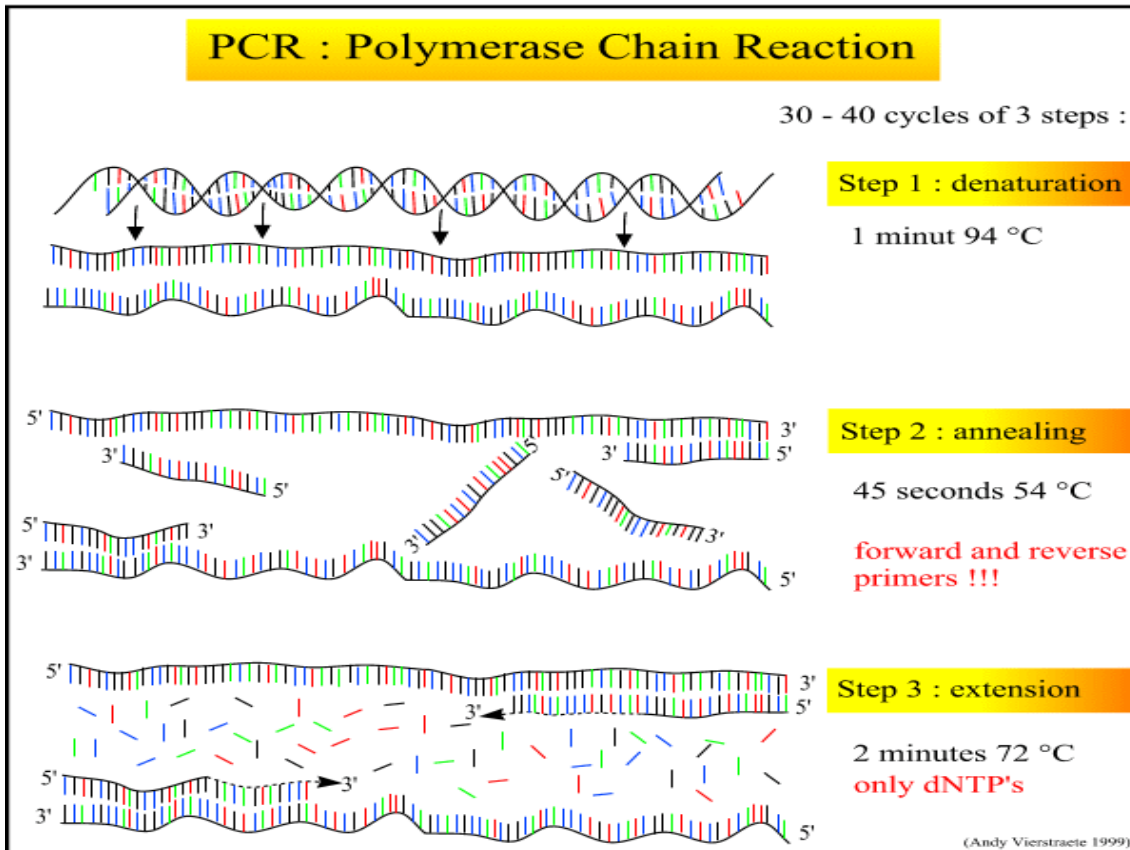 PCR : Polymerase Chain Reaction
30 - 40 cycles of 3 steps :
Step 1 : denaturation
1 minut 94 °C
5'
3'
Step 2 : annealing
3'
5'
3'
5'
45 seconds 54 °C
5'
5'
3'
5'
3'
3'
3'
forward and reverse
primers !!!
5'
5'
3'
Step 3 : extension
3'
5'
2 minutes 72 °C
5'
3'
only dNTP's
3'
5'
(Andy Vierstraete 1999)